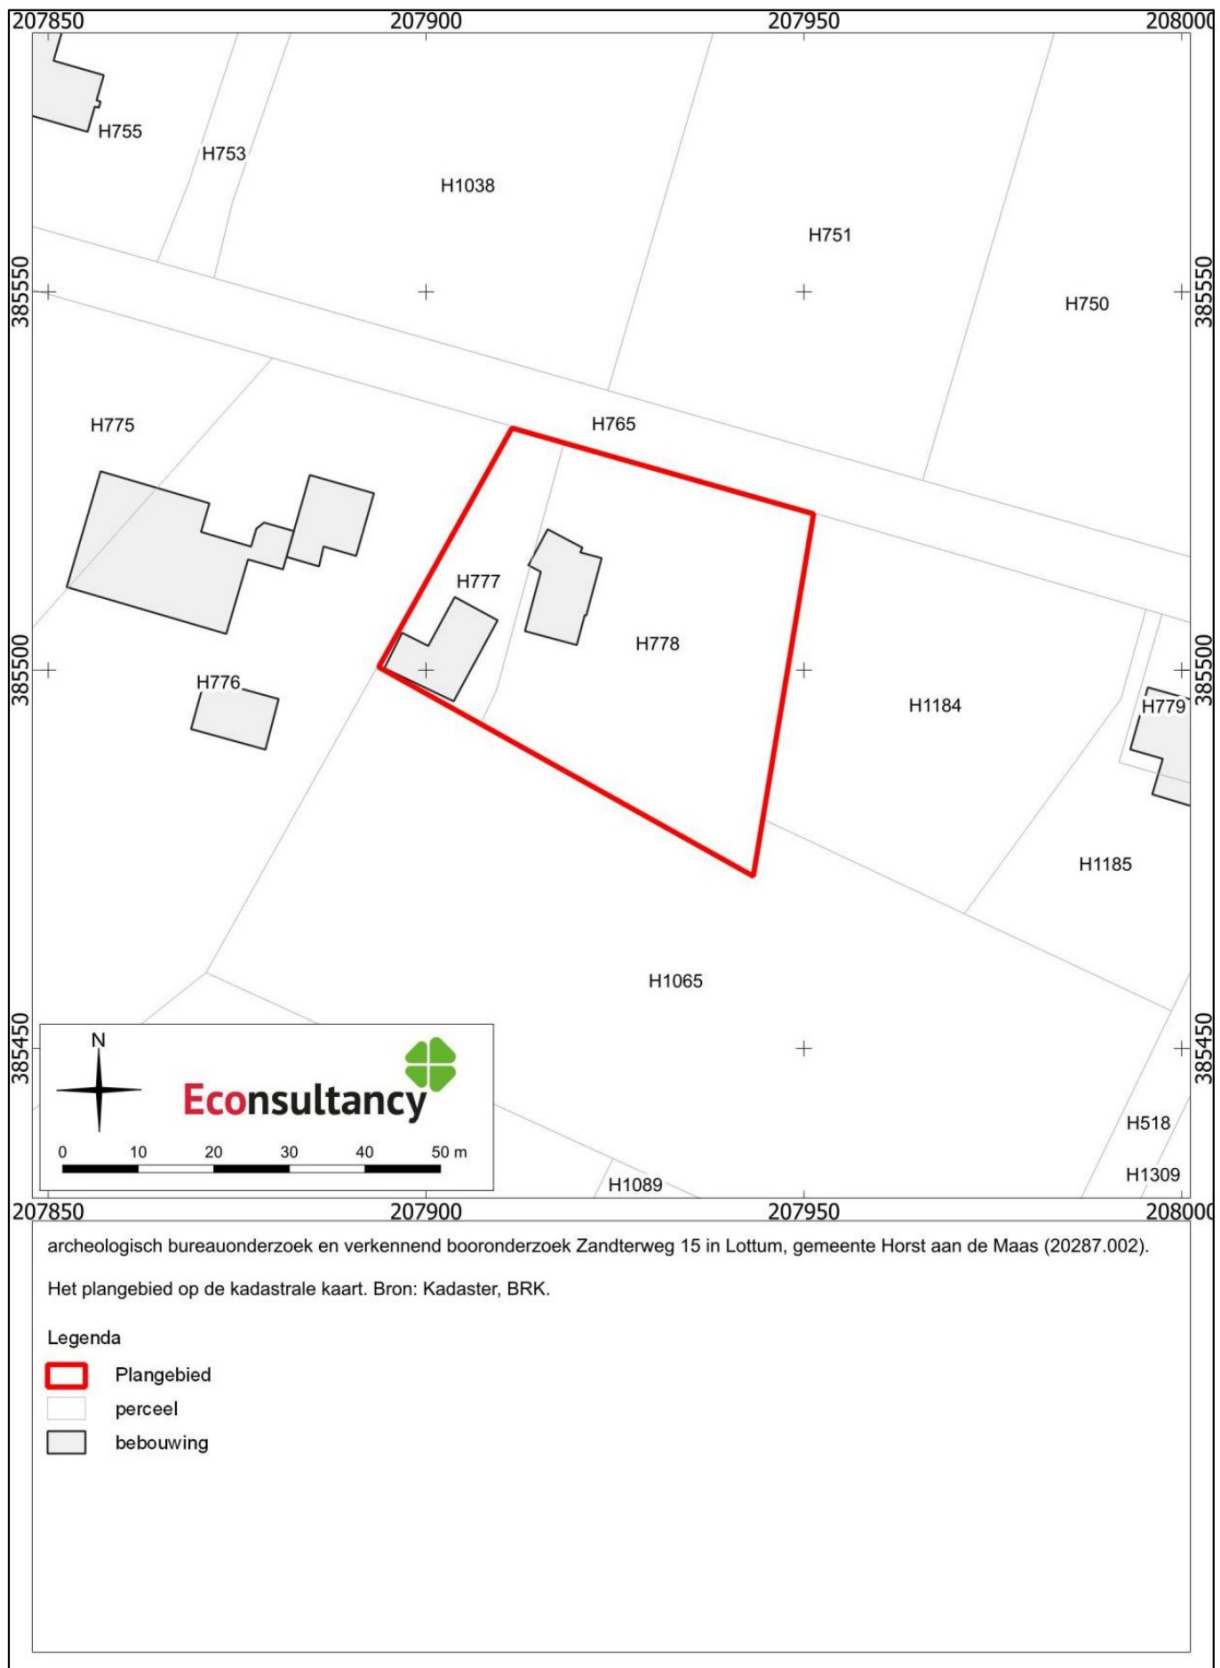 207850 207900 207950 208000
H755
H753
H1038
H751
385550 385550
H750
H775
H765
H777
H778
385500 385500
H776
H1184
H779
H1185
H1065
385450 385450
N
Econsultancy
0 10 20 30 40 50 m
H518
H1309
H1089
207850 207900 207950 208000
archeologisch bureauonderzoek en verkennend booronderzoek Zandterweg 15 in Lottum, gemeente Horst aan de Maas (20287.002).
Het plangebied op de kadastrale kaart. Bron: Kadaster, BRK.
Legenda
Plangebied
perceel
bebouwing